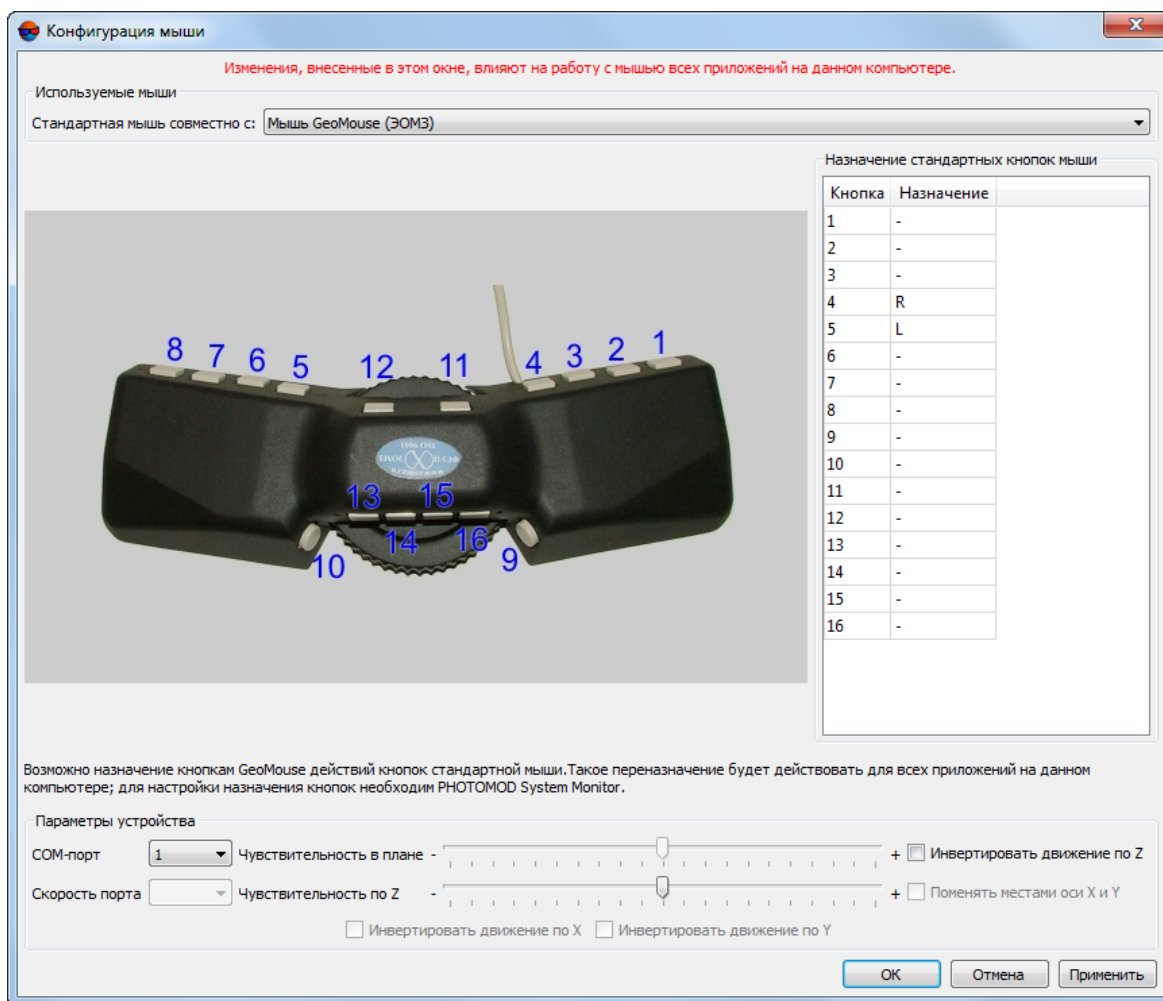 Конфигурация мыши
Изменения, внесенные в этом окне, влияют на работу с мышью всех приложений на данном компьютере.
Используемые мыши
Стандартная мышь совместно с: Мышь GeoMouse (ЭОМЗ)
Назначение стандартных кнопок мыши
Кнопка Назначение
1 -
2 -
3 -
4 R
5 L
6 -
7 -
8 -
9 -
10 -
11 -
12 -
13 -
14 -
15 -
16 -
8 7 6 5 12 11 4 3 2 1
13 15
10 14 16 9
Возможно назначение кнопкам GeoMouse действий кнопок стандартной мыши.Такое переназначение будет действовать для всех приложений на данном
компьютере; для настройки назначения кнопок необходим PHOTOMOD System Monitor.
Параметры устройства
COM-порт 1 Чувствительность в плане - + Инвертировать движение по Z
Скорость порта Чувствительность по Z - + Поменять местами оси X и Y
Инвертировать движение по X Инвертировать движение по Y
OK Отмена Применить